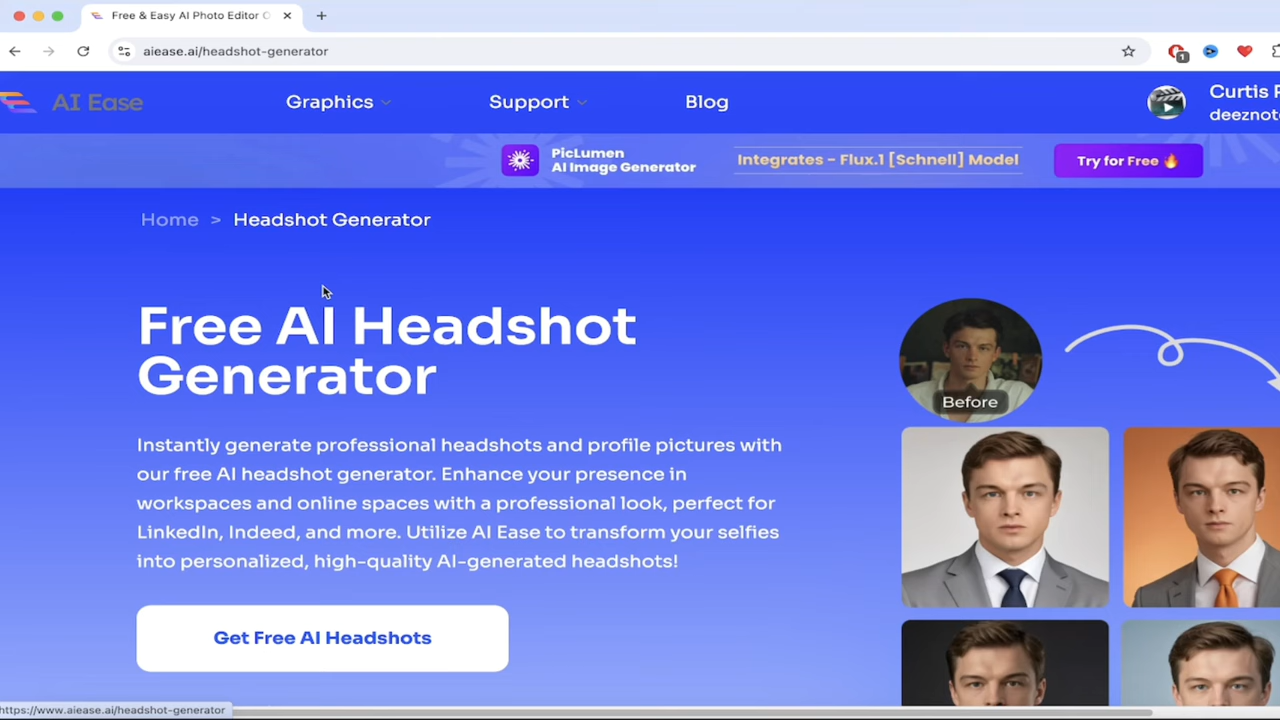 Free & Easy AI Photo Editor
aiease.ai/headshot-generator
1
AI Ease
Graphics
Support
Blog
Curtis
deeznot
PicLumen
AI Image Generator
Integrates - Flux.1 [Schnell] Model
Try for Free 🔥
Home > Headshot Generator
Free AI Headshot
Generator
Before
Instantly generate professional headshots and profile pictures with
our free AI headshot generator. Enhance your presence in
workspaces and online spaces with a professional look, perfect for
LinkedIn, Indeed, and more. Utilize AI Ease to transform your selfies
into personalized, high-quality AI-generated headshots!
Get Free AI Headshots
https://www.aiease.ai/headshot-generator